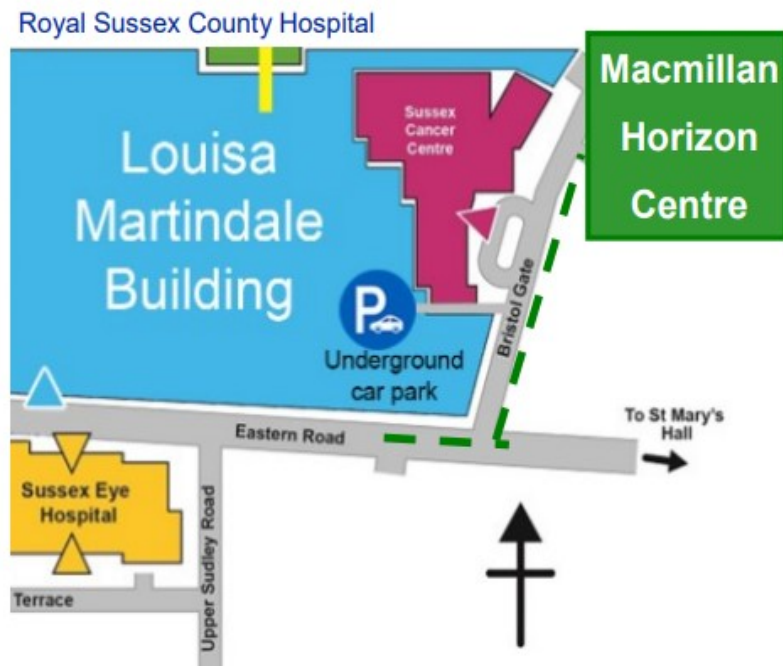 Royal Sussex County Hospital
Macmillan
Horizon
Centre
Sussex
Cancer
Centre
Louisa
Martindale
Building
P
Underground
car park
Bristol Gate
Eastern Road
To St Mary's
Hall
Sussex Eye
Hospital
Upper Sudley Road
Terrace